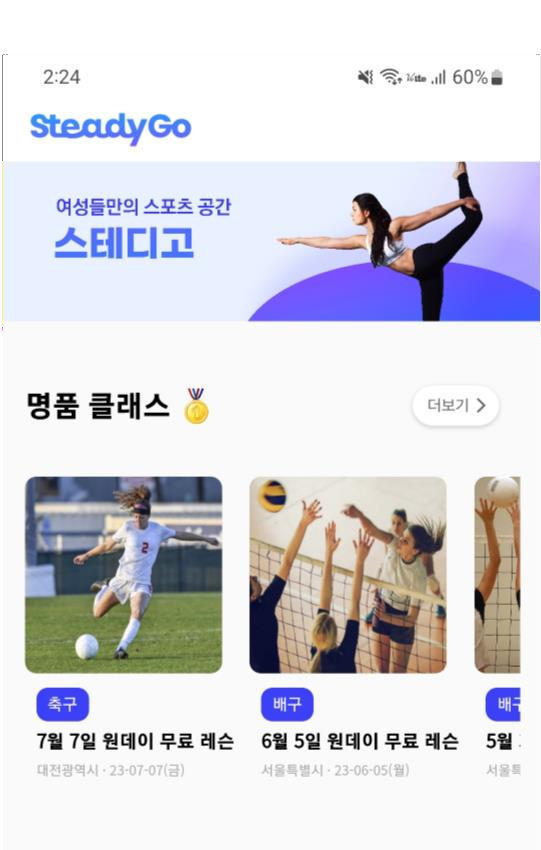 2:24
60%
SteadyGo
여성들만의 스포츠 공간
스테디고
명품 클래스
더보기
축구
배구
7월 7일 원데이 무료 레슨
6월 5일 원데이 무료 레슨
5월
대전광역시 · 23-07-07(금)
서울특별시 · 23-06-05(월)